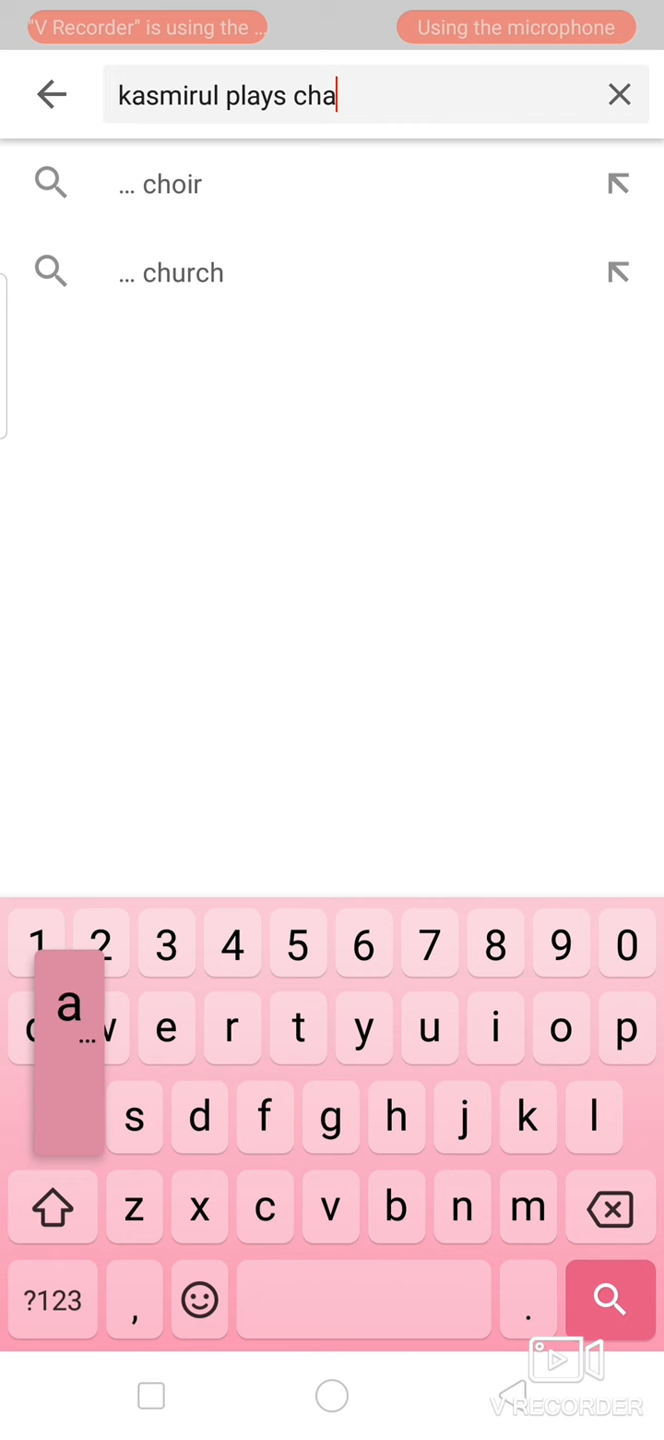 "V Recorder" is using the ... Using the microphone
kasmirul plays cha
... choir
... church
1 2 3 4 5 6 7 8 9 0
e r t y u i o p
a ...
s d f g h j k l
z x c v b n m
?123 , .
V RECORDER